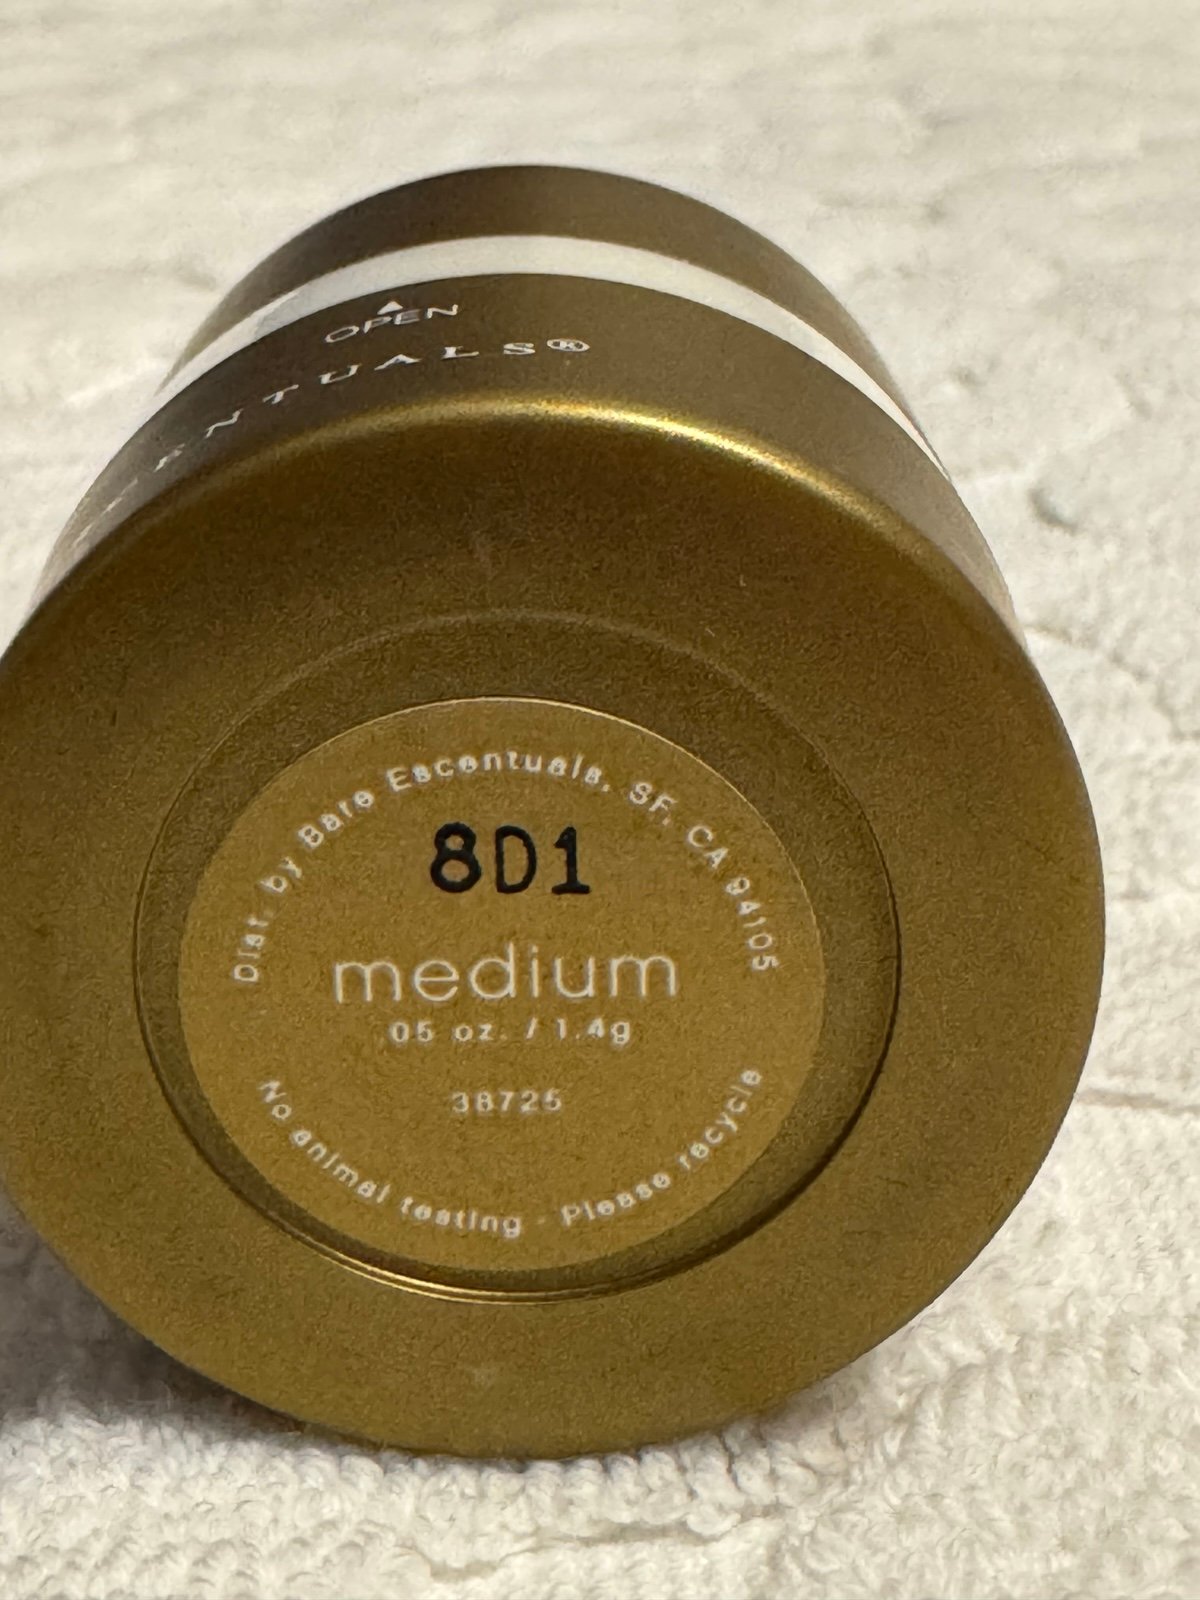 OPEN
ENTUALS®
Dist. by Bare Escentuals, SF, CA 94105
8D1
medium
.05 oz. / 1.4g
38725
No animal testing · Please recycle